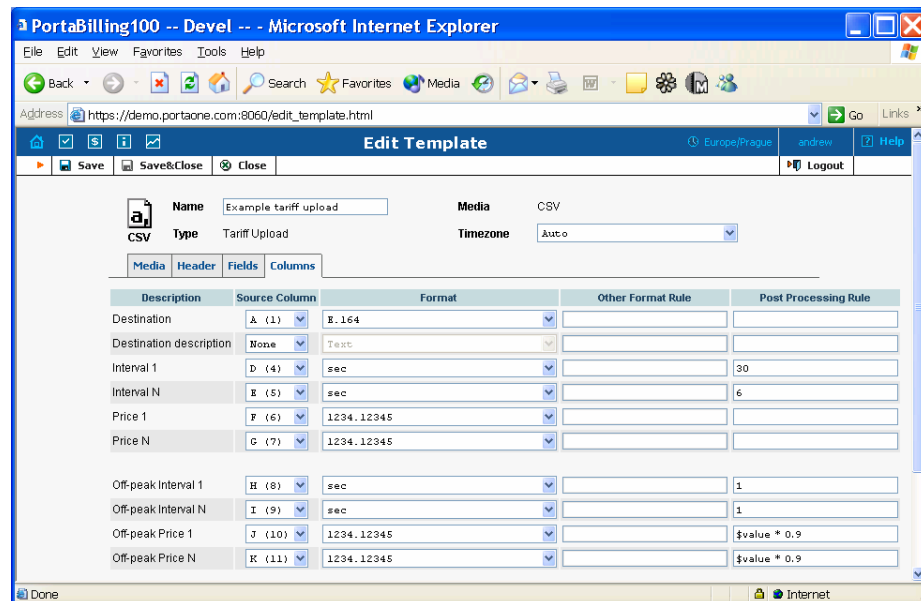 PortaBilling100 -- Devel -- - Microsoft Internet Explorer
File Edit View Favorites Tools Help
Back Search Favorites Media
Address https://demo.portaone.com:8060/edit_template.html Go Links »
Edit Template Europe/Prague andrew ? Help
Save Save&Close Close Logout
a, CSV Name Example tariff upload Media CSV
Type Tariff Upload Timezone Auto
Media Header Fields Columns
Description Source Column Format Other Format Rule Post Processing Rule
Destination A (1) E.164
Destination description None Text
Interval 1 D (4) sec 30
Interval N E (5) sec 6
Price 1 F (6) 1234.12345
Price N G (7) 1234.12345
Off-peak Interval 1 H (8) sec 1
Off-peak Interval N I (9) sec 1
Off-peak Price 1 J (10) 1234.12345 $value * 0.9
Off-peak Price N K (11) 1234.12345 $value * 0.9
Done Internet